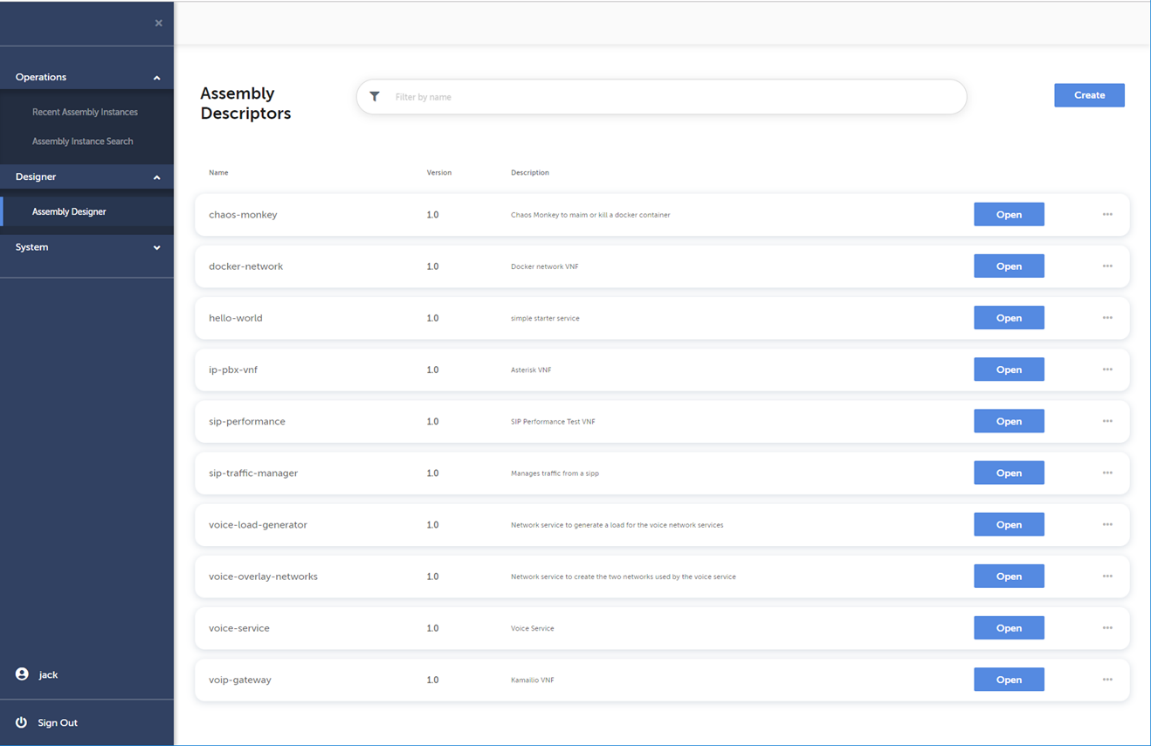 ×
Operations
Recent Assembly Instances
Assembly Instance Search
Designer
Assembly Designer
System
jack
Sign Out
Assembly
Descriptors
Filter by name
Create
Name Version Description
chaos-monkey 1.0 Chaos Monkey to maim or kill a docker container Open ...
docker-network 1.0 Docker network VNF Open ...
hello-world 1.0 simple starter service Open ...
ip-pbx-vnf 1.0 Asterisk VNF Open ...
sip-performance 1.0 SIP Performance Test VNF Open ...
sip-traffic-manager 1.0 Manages traffic from a sipp Open ...
voice-load-generator 1.0 Network service to generate a load for the voice network services Open ...
voice-overlay-networks 1.0 Network service to create the two networks used by the voice service Open ...
voice-service 1.0 Voice Service Open ...
voip-gateway 1.0 Kamailio VNF Open ...